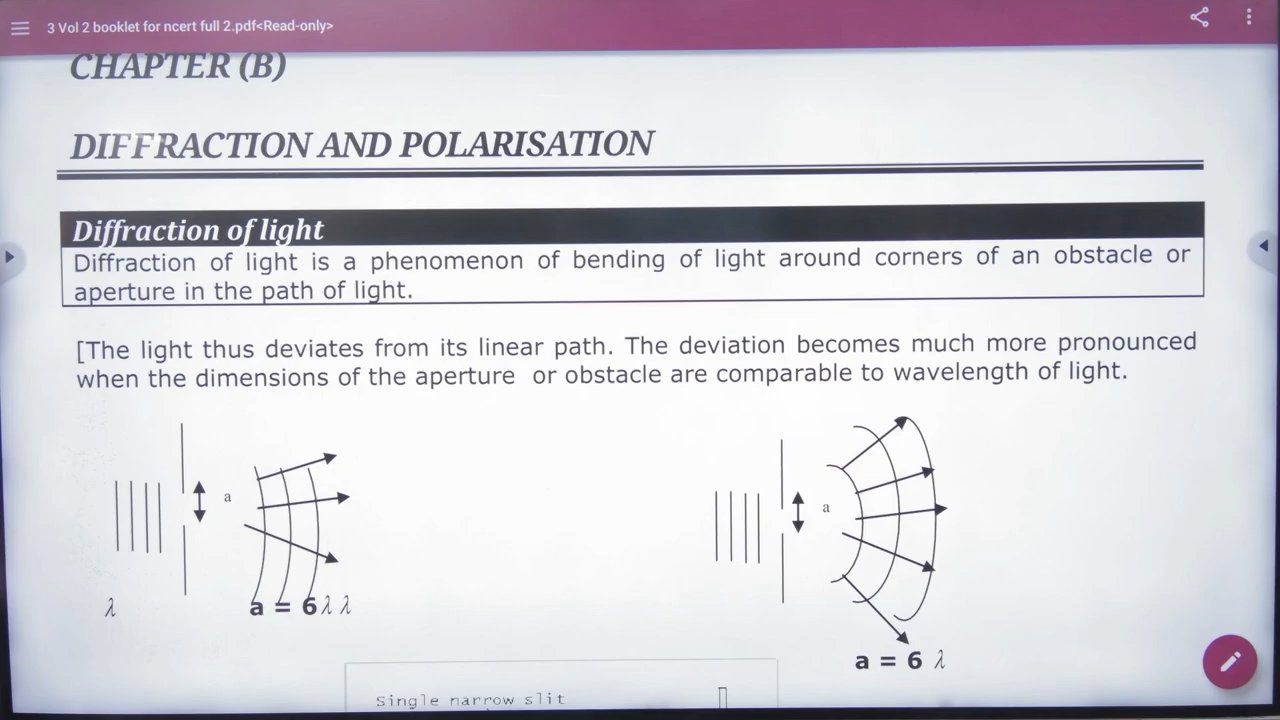 3 Vol 2 booklet for ncert full 2.pdf<Read-only>
CHAPTER (B)
DIFFRACTION AND POLARISATION
Diffraction of light
Diffraction of light is a phenomenon of bending of light around corners of an obstacle or
aperture in the path of light.
[The light thus deviates from its linear path. The deviation becomes much more pronounced
when the dimensions of the aperture or obstacle are comparable to wavelength of light.
a
a
λ
a = 6λ λ
a = 6 λ
Single narrow slit